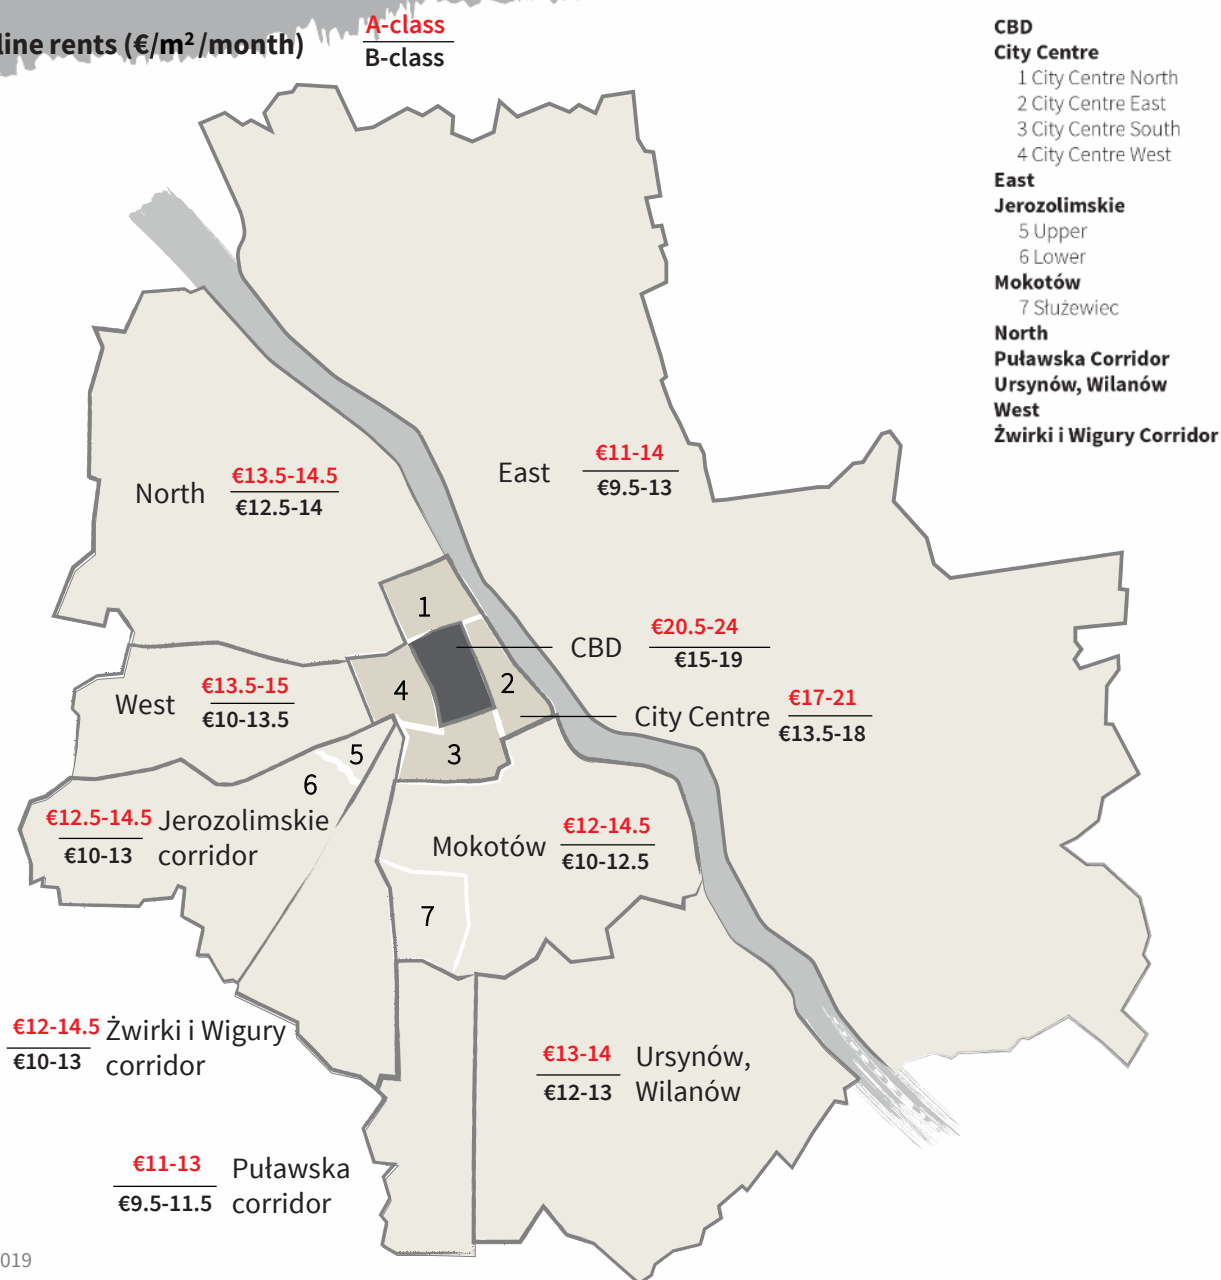 line rents (€/m²/month)
A-class
B-class
CBD
City Centre
1 City Centre North
2 City Centre East
3 City Centre South
4 City Centre West
East
Jerozolimskie
5 Upper
6 Lower
Mokotów
7 Służewiec
North
Puławska Corridor
Ursynów, Wilanów
West
Żwirki i Wigury Corridor
North
€13.5-14.5
€12.5-14
East
€11-14
€9.5-13
1
CBD
€20.5-24
€15-19
4
2
West
€13.5-15
€10-13.5
City Centre
€17-21
€13.5-18
5
3
6
€12.5-14.5
€10-13
Jerozolimskie
corridor
Mokotów
€12-14.5
€10-12.5
7
€12-14.5
€10-13
Żwirki i Wigury
corridor
€13-14
€12-13
Ursynów,
Wilanów
€11-13
€9.5-11.5
Puławska
corridor
019